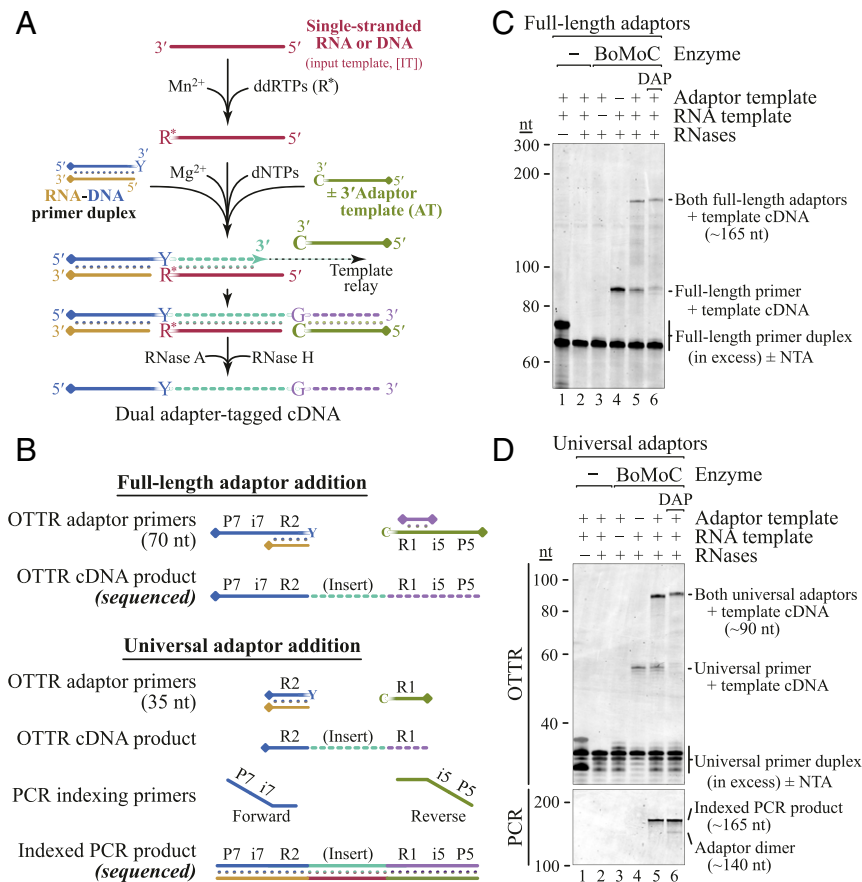 A
Single-stranded
RNA or DNA
(input template, [IT])
3′ 5′
Mn2+ ddRTPs (R*)
R* 5′
3′
5′ Y
3′ 5′
RNA-DNA
primer duplex
Mg2+ dNTPs
3′
C 5′
± 3′Adaptor
template (AT)
3′
5′ Y 3′ C 5′
3′ R* 5′
Template
relay
5′ Y G 3′
3′ R* C 5′
RNase A RNase H
5′ Y G 3′
Dual adapter-tagged cDNA
B
Full-length adaptor addition
OTTR adaptor primers
(70 nt)
P7 i7 R2 Y
C R1 i5 P5
OTTR cDNA product
(sequenced)
P7 i7 R2 (Insert) R1 i5 P5
Universal adaptor addition
OTTR adaptor primers
(35 nt)
R2 Y
C R1
OTTR cDNA product
R2 (Insert) R1
PCR indexing primers
P7 i7 i5 P5
Forward Reverse
Indexed PCR product
(sequenced)
P7 i7 R2 (Insert) R1 i5 P5
C
Full-length adaptors
– BoMoC Enzyme
DAP
+ + + – + + Adaptor template
+ + – + + + RNA template
nt – + + + + + RNases
300
200
100
80
60
Both full-length adaptors
+ template cDNA
(~165 nt)
Full-length primer
+ template cDNA
Full-length primer duplex
(in excess) ± NTA
1 2 3 4 5 6
D
Universal adaptors
– BoMoC Enzyme
DAP
+ + + – + + Adaptor template
+ + – + + + RNA template
nt – + + + + + RNases
OTTR
100
80
60
40
Both universal adaptors
+ template cDNA
(~90 nt)
Universal primer
+ template cDNA
Universal primer duplex
(in excess) ± NTA
PCR
200
100
Indexed PCR product
(~165 nt)
Adaptor dimer
(~140 nt)
1 2 3 4 5 6